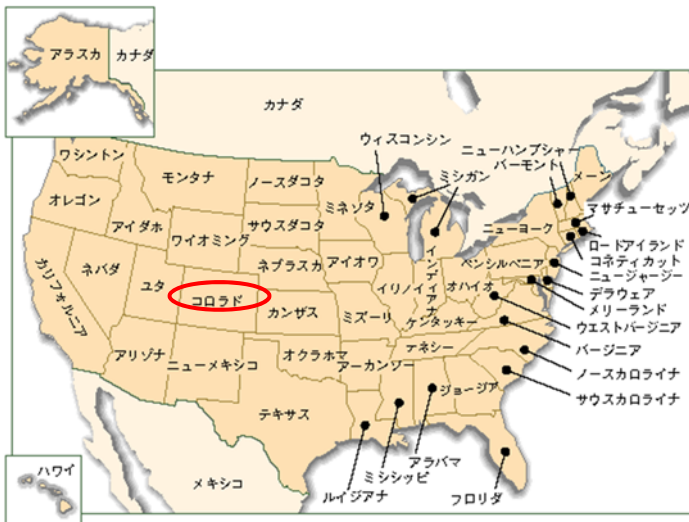 アラスカ
カナダ
カナダ
ウィスコンシン
ニューハンプシャー
バーモント
ワシントン
ミシガン
メーン
モンタナ
ノースダコタ
ミネソタ
オレゴン
マサチューセッツ
アイダホ
サウスダコタ
ニューヨーク
ワイオミング
ロードアイランド
コネティカット
カリフォルニア
ネバダ
ユタ
ネブラスカ
アイオワ
イリノイ
インディアナ
オハイオ
ペンシルベニア
ニュージャージー
デラウェア
メリーランド
コロラド
カンザス
ミズーリ
ケンタッキー
ウエストバージニア
バージニア
アリゾナ
ニューメキシコ
オクラホマ
アーカンソー
テネシー
ノースカロライナ
サウスカロライナ
ジョージア
テキサス
アラバマ
ミシシッピ
ルイジアナ
フロリダ
ハワイ
メキシコ